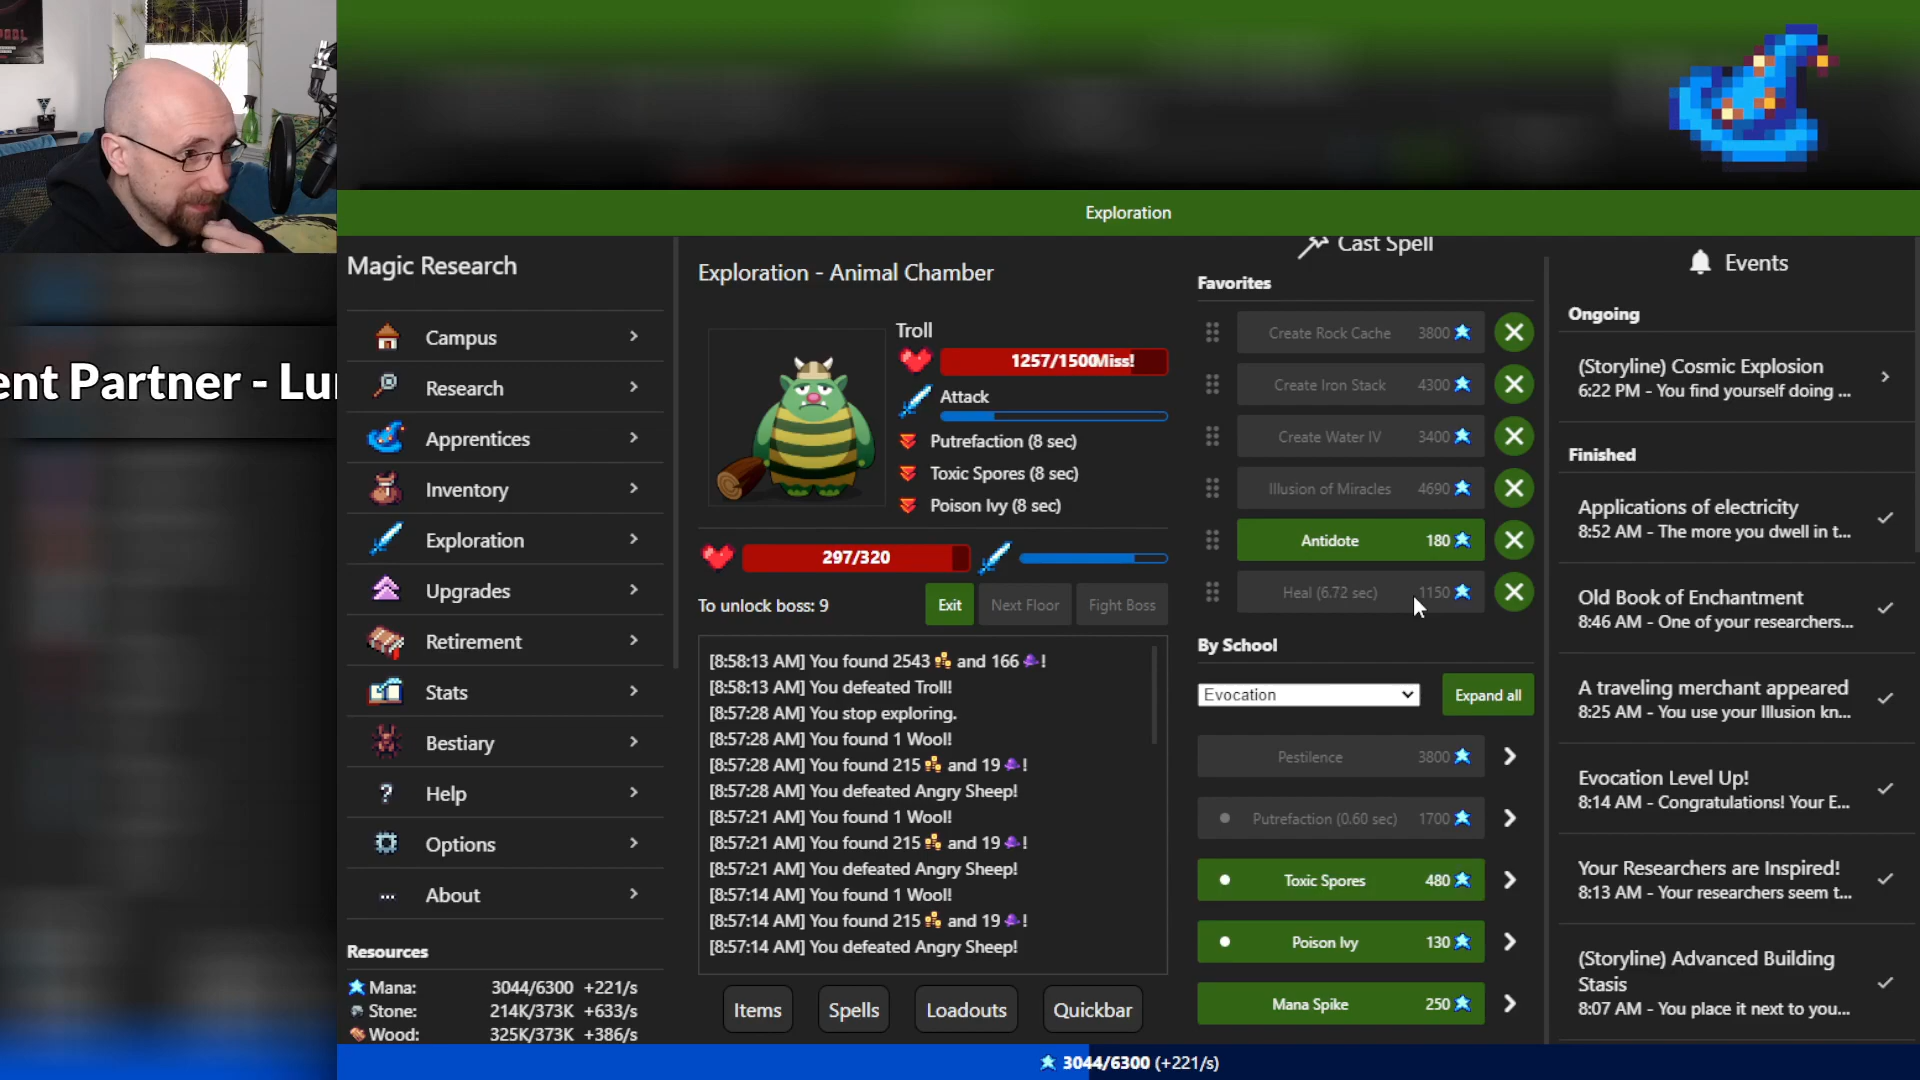 Exploration
ent Partner - Lu
Magic Research
Campus
Research
Apprentices
Inventory
Exploration
Upgrades
Retirement
Stats
Bestiary
Help
Options
About
Resources
Mana: 3044/6300 +221/s
Stone: 214K/373K +633/s
Wood: 325K/373K +386/s
Exploration - Animal Chamber
Troll
1257/1500 Miss!
Attack
Putrefaction (8 sec)
Toxic Spores (8 sec)
Poison Ivy (8 sec)
297/320
To unlock boss: 9
Exit
Next Floor
Fight Boss
[8:58:13 AM] You found 2543 and 166 !
[8:58:13 AM] You defeated Troll!
[8:57:28 AM] You stop exploring.
[8:57:28 AM] You found 1 Wool!
[8:57:28 AM] You found 215 and 19 !
[8:57:28 AM] You defeated Angry Sheep!
[8:57:21 AM] You found 1 Wool!
[8:57:21 AM] You found 215 and 19 !
[8:57:21 AM] You defeated Angry Sheep!
[8:57:14 AM] You found 1 Wool!
[8:57:14 AM] You found 215 and 19 !
[8:57:14 AM] You defeated Angry Sheep!
Items
Spells
Loadouts
Quickbar
Cast Spell
Favorites
Create Rock Cache 3800
Create Iron Stack 4300
Create Water IV 3400
Illusion of Miracles 4690
Antidote 180
Heal (6.72 sec) 1150
By School
Evocation
Expand all
Pestilence 3800
Putrefaction (0.60 sec) 1700
Toxic Spores 480
Poison Ivy 130
Mana Spike 250
Events
Ongoing
(Storyline) Cosmic Explosion
6:22 PM - You find yourself doing ...
Finished
Applications of electricity
8:52 AM - The more you dwell in t...
Old Book of Enchantment
8:46 AM - One of your researchers...
A traveling merchant appeared
8:25 AM - You use your Illusion kn...
Evocation Level Up!
8:14 AM - Congratulations! Your E...
Your Researchers are Inspired!
8:13 AM - Your researchers seem t...
(Storyline) Advanced Building
Stasis
8:07 AM - You place it next to you...
3044/6300 (+221/s)